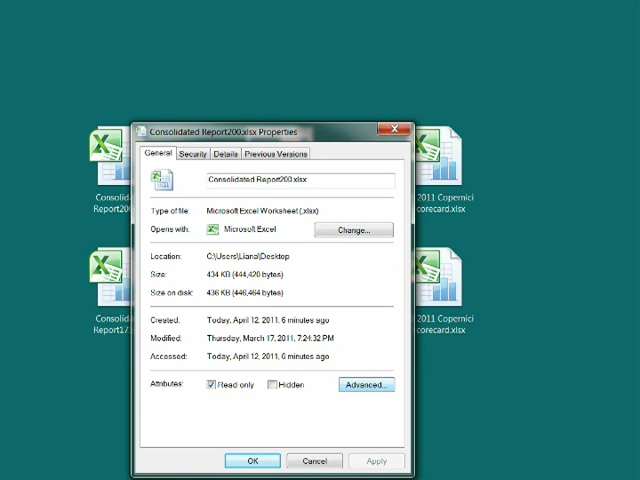 Consolidated Report200.xlsx Properties
General Security Details Previous Versions
Consolidated Report200.xlsx
Type of file: Microsoft Excel Worksheet (.xlsx)
Opens with: Microsoft Excel Change...
Location: C:\Users\Liana\Desktop
Size: 434 KB (444,420 bytes)
Size on disk: 436 KB (446,464 bytes)
Created: Today, April 12, 2011, 6 minutes ago
Modified: Thursday, March 17, 2011, 7:24:32 PM
Accessed: Today, April 12, 2011, 6 minutes ago
Attributes: Read only Hidden Advanced...
OK Cancel Apply
Consolid
Report20
Consolid
Report17
2011 Copernici
corecard.xlsx
2011 Copernici
corecard.xlsx